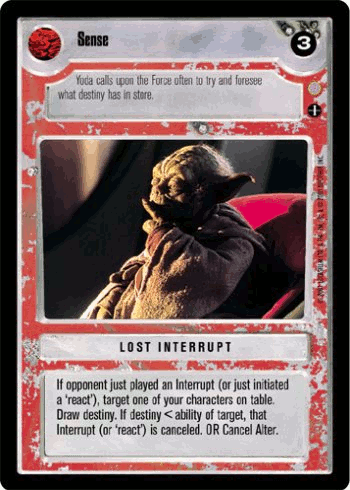 Sense
3
Yoda calls upon the Force often to try and foresee
what destiny has in store.
LOST INTERRUPT
If opponent just played an Interrupt (or just initiated
a 'react'), target one of your characters on table.
Draw destiny. If destiny < ability of target, that
Interrupt (or 'react') is canceled. OR Cancel Alter.